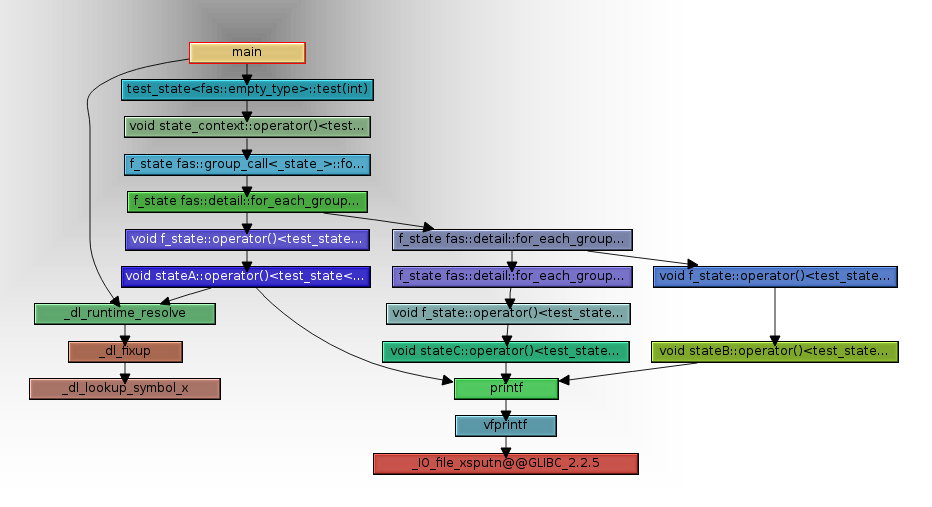 main
test_state<fas::empty_type>::test(int)
void state_context::operator()<test...
f_state fas::group_call<_state_>::fo...
f_state fas::detail::for_each_group...
void f_state::operator()<test_state...
f_state fas::detail::for_each_group...
void stateA::operator()<test_state<...
f_state fas::detail::for_each_group...
void f_state::operator()<test_state...
_dl_runtime_resolve
void f_state::operator()<test_state...
_dl_fixup
void stateC::operator()<test_state...
void stateB::operator()<test_state...
_dl_lookup_symbol_x
printf
vfprintf
_IO_file_xsputn@@GLIBC_2.2.5